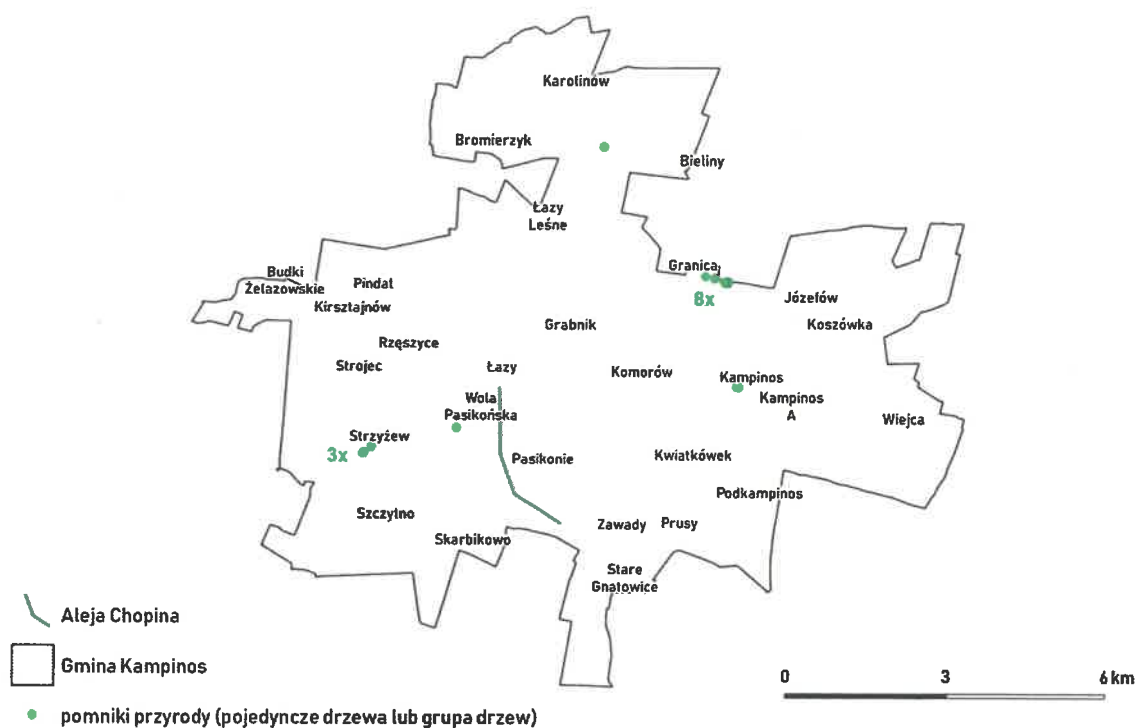 Karolinów
Bromierzyk
Bieliny
Łazy
Leśne
Granica
8x
Budki
Żelazowskie
Pindal
Kirsztajnów
Józefów
Koszówka
Grabnik
Rzęszyce
Strojec
Łazy
Komorów
Kampinos
Kampinos
A
Wiejca
Wola
Pasikońska
Strzyżew
3x
Pasikonie
Kwiatkówek
Podkampinos
Szczytno
Zawady
Prusy
Skarbikowo
Stare
Gnatowice
Aleja Chopina
Gmina Kampinos
pomniki przyrody (pojedyncze drzewa lub grupa drzew)
0 3 6 km